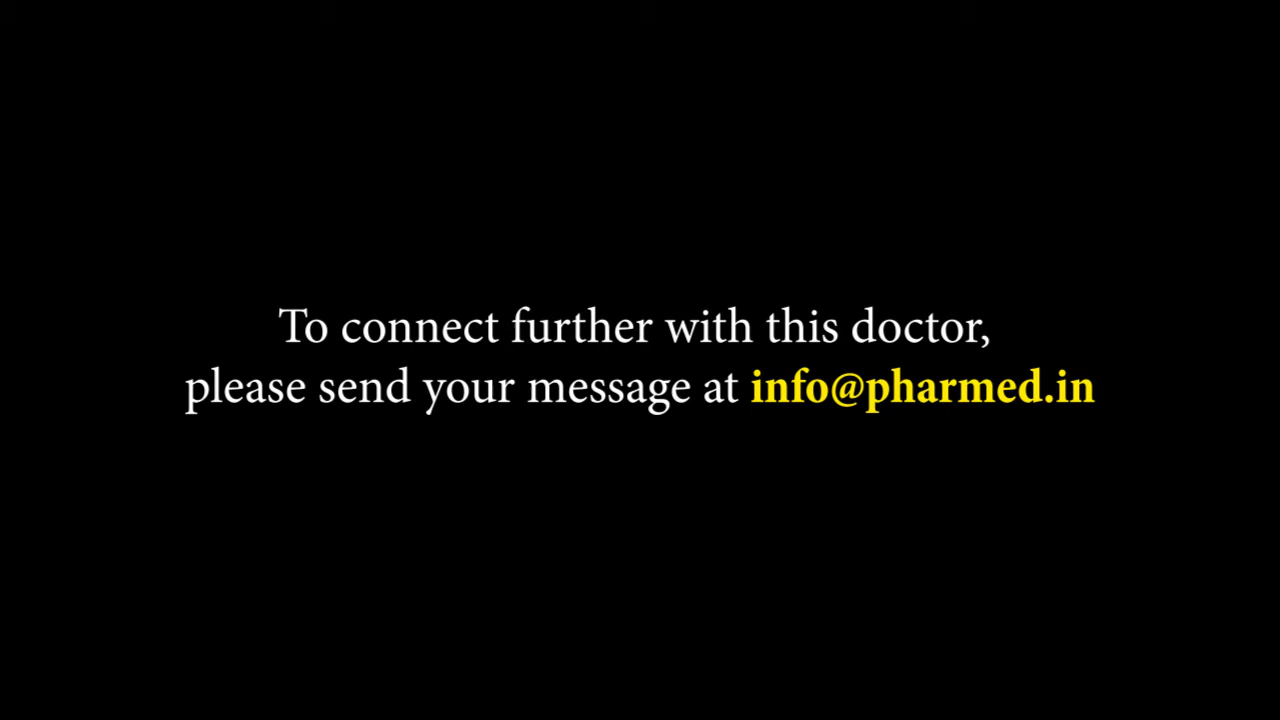 To connect further with this doctor,
please send your message at info@pharmed.in